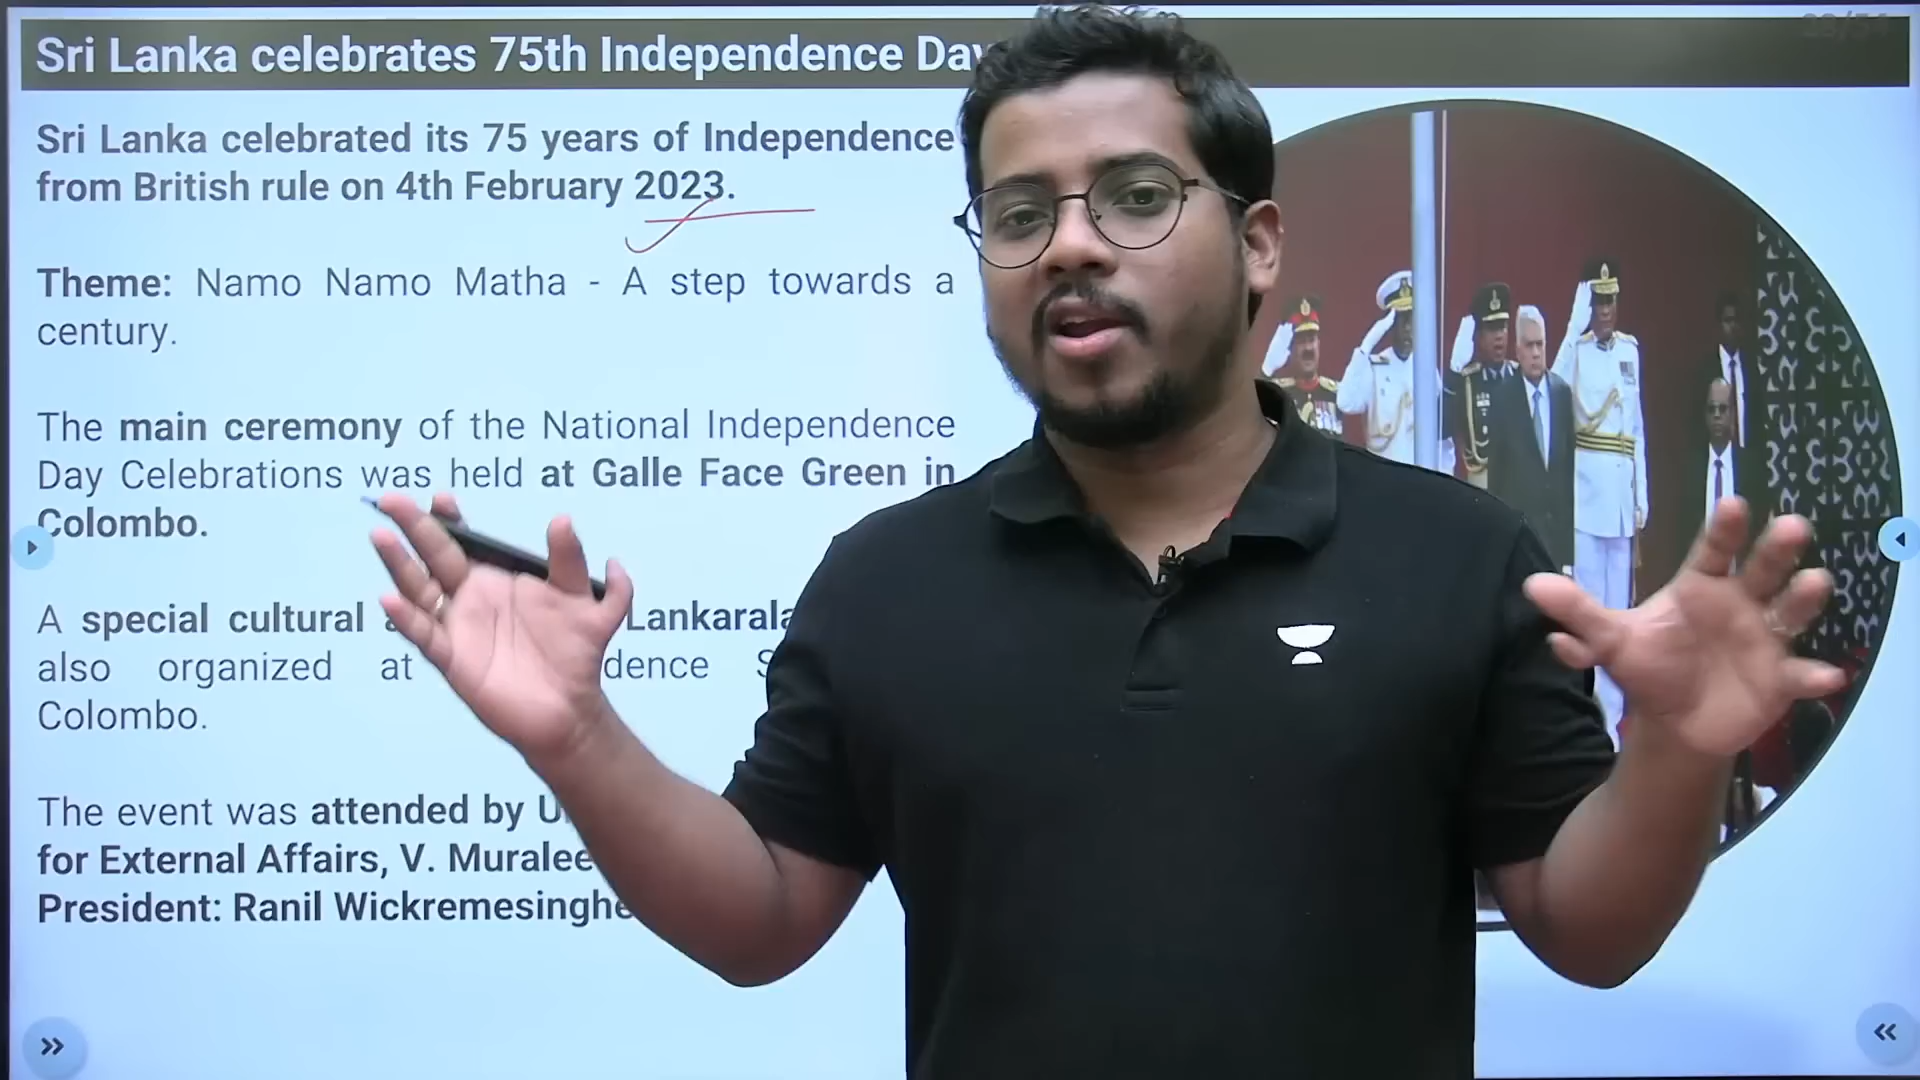 Sri Lanka celebrates 75th Independence Day
Sri Lanka celebrated its 75 years of Independence
from British rule on 4th February 2023.
Theme: Namo Namo Matha - A step towards a
century.
The main ceremony of the National Independence
Day Celebrations was held at Galle Face Green in
Colombo.
A special cultural
also organized at
Colombo.
The event was attended by
for External Affairs, V.
President: Ranil Wickremesinghe